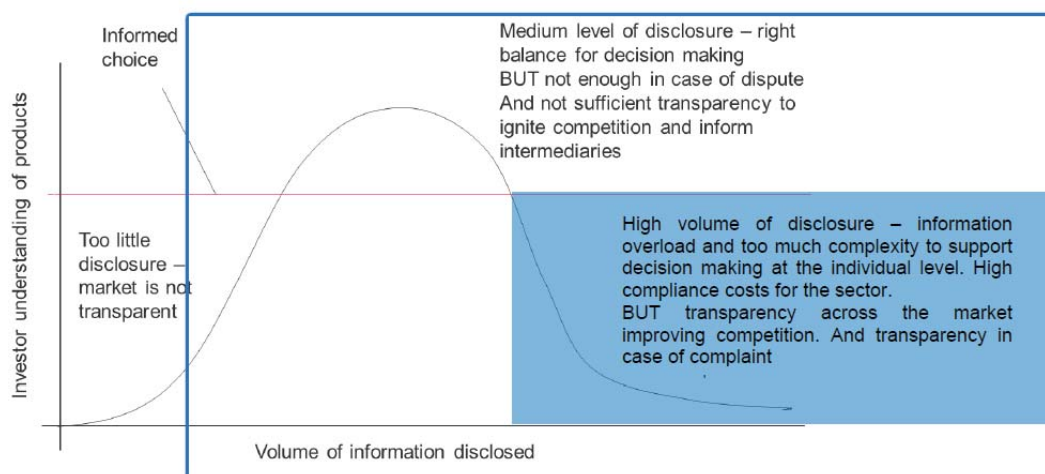 Informed
choice
Medium level of disclosure – right
balance for decision making
BUT not enough in case of dispute
And not sufficient transparency to
ignite competition and inform
intermediaries
Investor understanding of products
Too little
disclosure –
market is not
transparent
High volume of disclosure – information
overload and too much complexity to support
decision making at the individual level. High
compliance costs for the sector.
BUT transparency across the market
improving competition. And transparency in
case of complaint
Volume of information disclosed